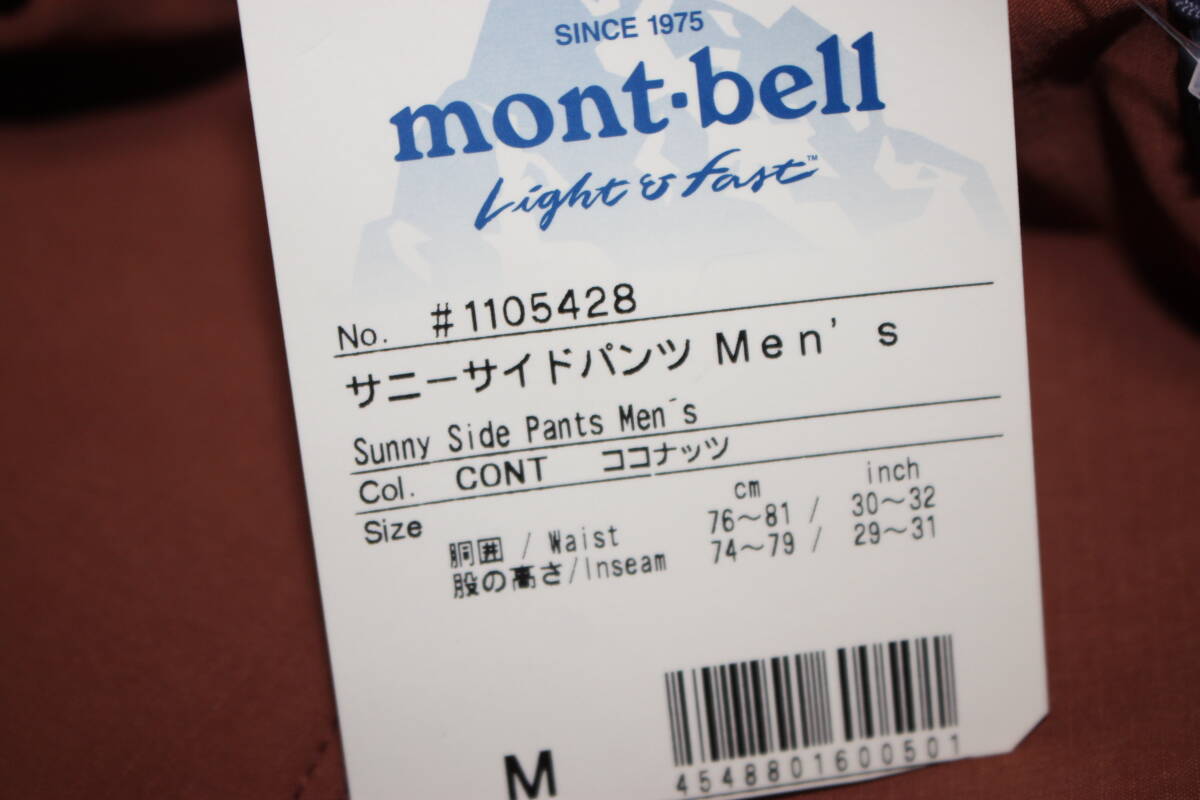 SINCE 1975
mont-bell
Light & fast™
No. #1105428
サニーサイドパンツ Men's
Sunny Side Pants Men´s
Col. CONT ココナッツ
Size cm inch
胴囲 / Waist 76～81 / 30～32
股の高さ/Inseam 74～79 / 29～31
M
4548801600501